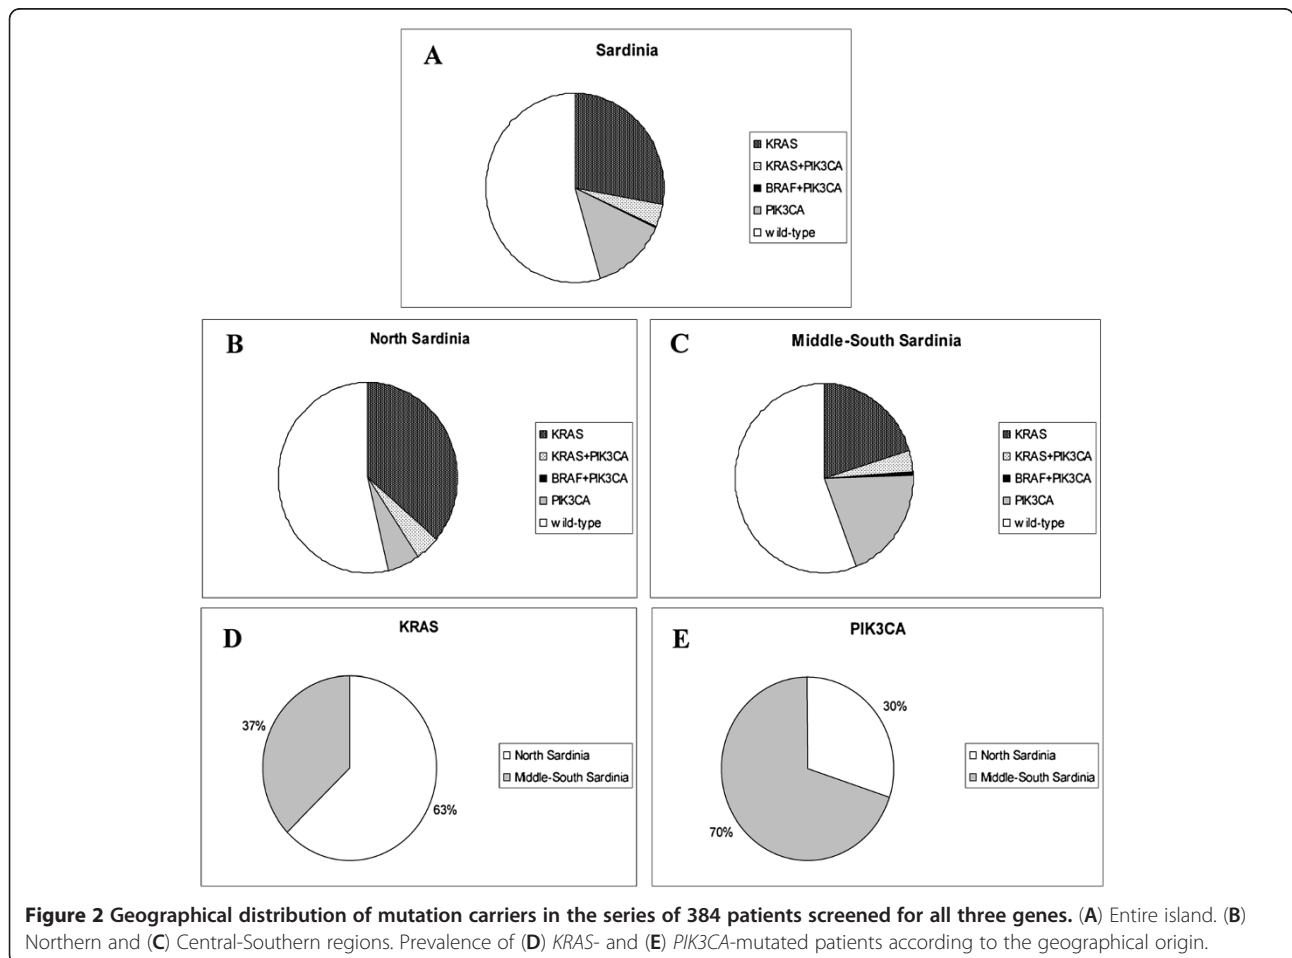 A
Sardinia
KRAS
KRAS+PIK3CA
BRAF+PIK3CA
PIK3CA
wild-type
B
North Sardinia
KRAS
KRAS+PIK3CA
BRAF+PIK3CA
PIK3CA
wild-type
C
Middle-South Sardinia
KRAS
KRAS+PIK3CA
BRAF+PIK3CA
PIK3CA
wild-type
D
KRAS
37%
63%
North Sardinia
Middle-South Sardinia
E
PIK3CA
30%
70%
North Sardinia
Middle-South Sardinia
Figure 2 Geographical distribution of mutation carriers in the series of 384 patients screened for all three genes. (A) Entire island. (B)
Northern and (C) Central-Southern regions. Prevalence of (D) KRAS- and (E) PIK3CA-mutated patients according to the geographical origin.